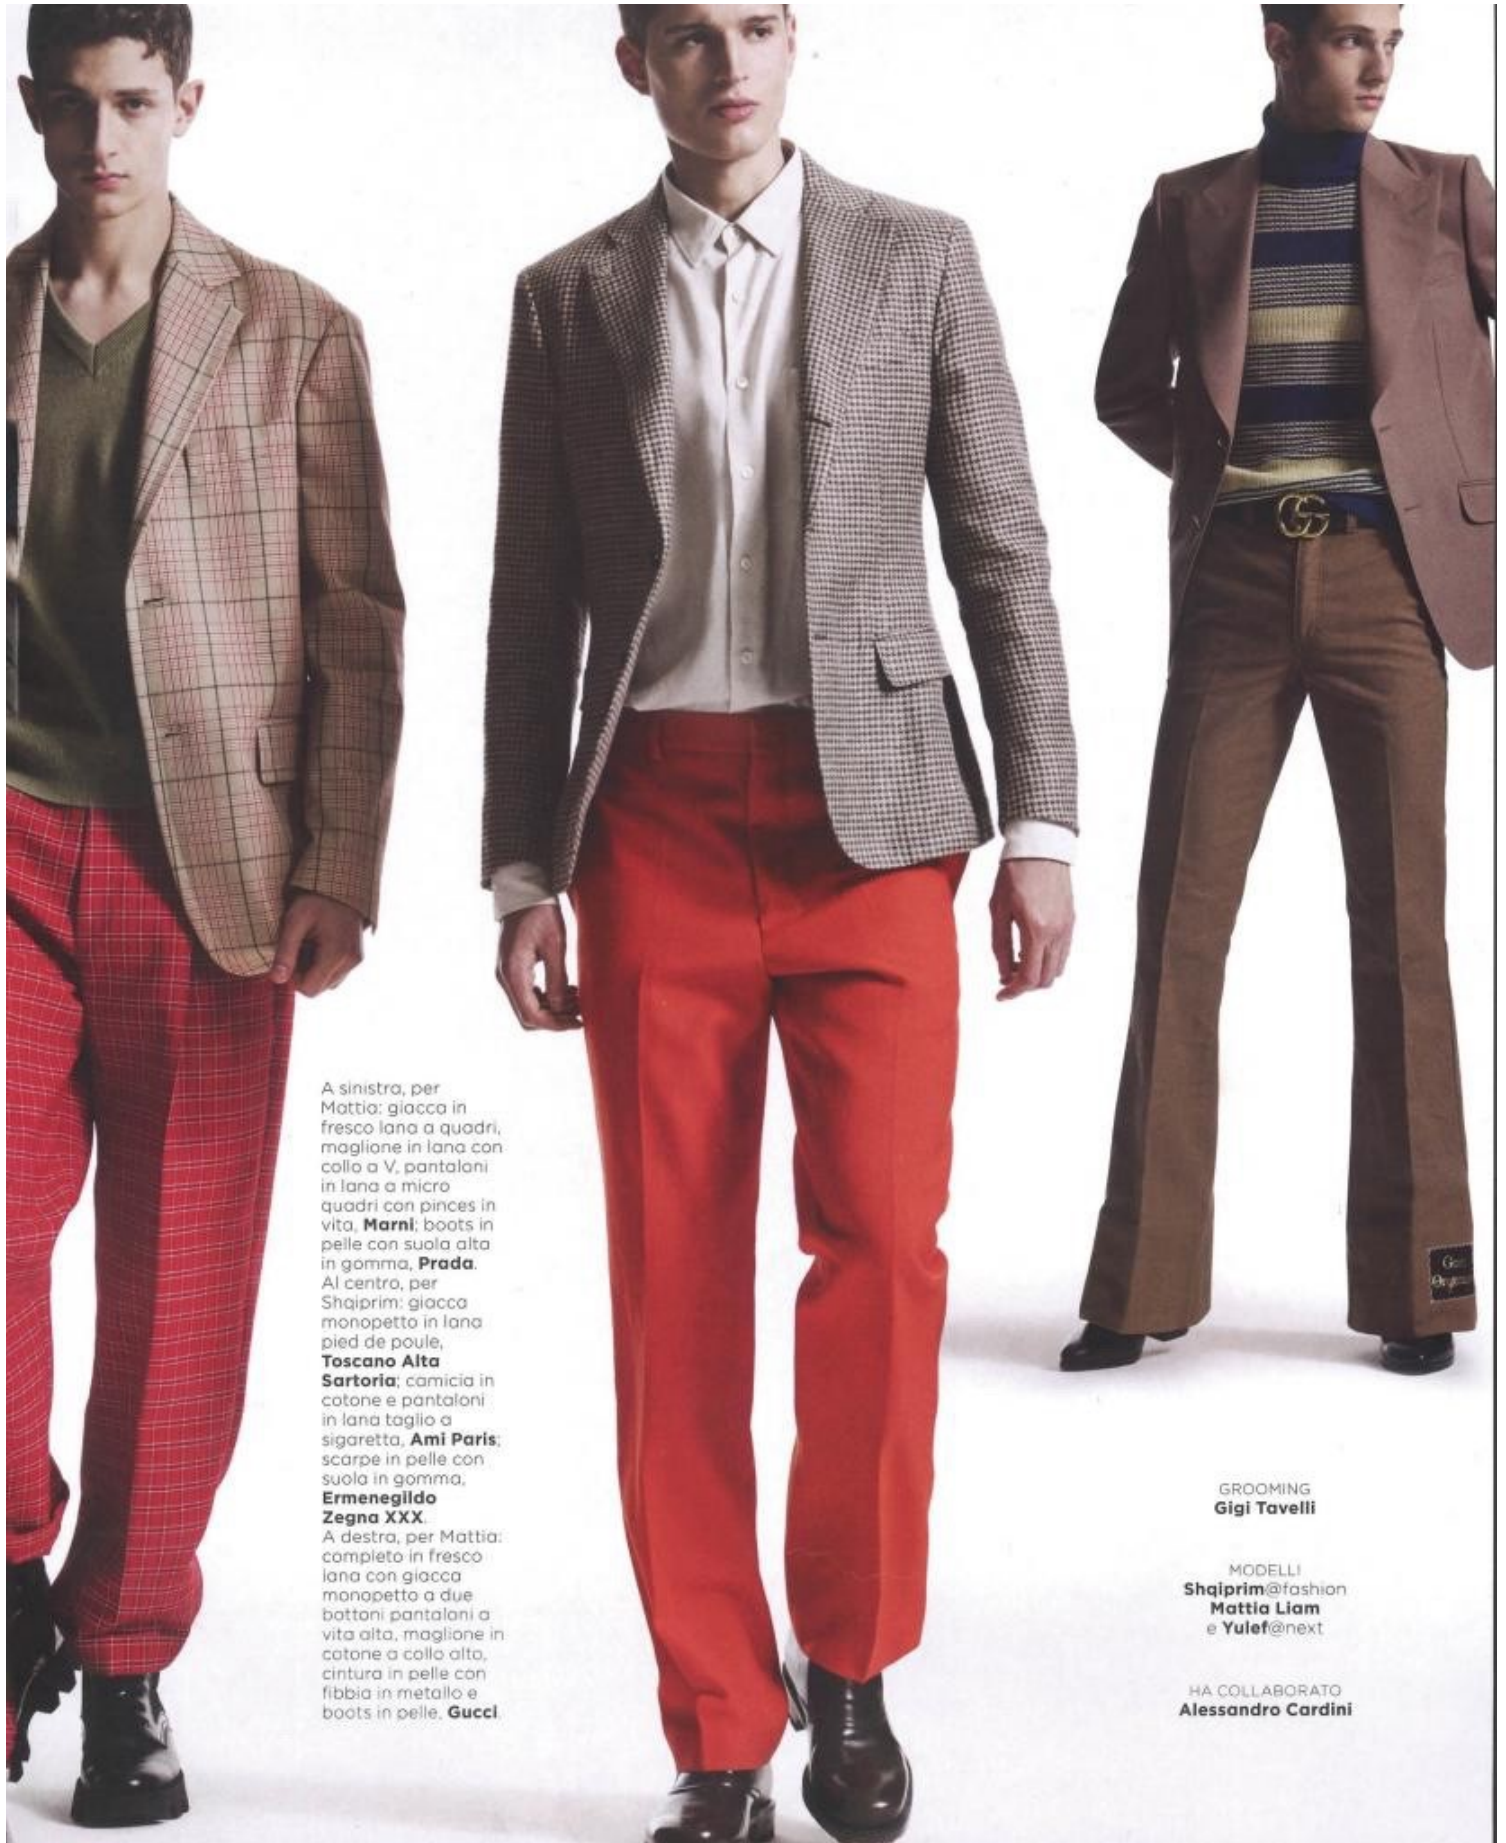 A sinistra, per
Mattia: giacca in
fresco lana a quadri,
maglione in lana con
collo a V, pantaloni
in lana a micro
quadri con pinces in
vita, Marni; boots in
pelle con suola alta
in gomma, Prada.
Al centro, per
Shqiprim: giacca
monopetto in lana
pied de poule,
Toscano Alta
Sartoria; camicia in
cotone e pantaloni
in lana taglio a
sigaretta, Ami Paris;
scarpe in pelle con
suola in gomma,
Ermenegildo
Zegna XXX.
A destra, per Mattia:
completo in fresco
lana con giacca
monopetto a due
bottoni pantaloni a
vita alta, maglione in
cotone a collo alto,
cintura in pelle con
fibbia in metallo e
boots in pelle, Gucci.
GROOMING
Gigi Tavelli
MODELLI
Shqiprim@fashion
Mattia Liam
e Yulef@next
HA COLLABORATO
Alessandro Cardini